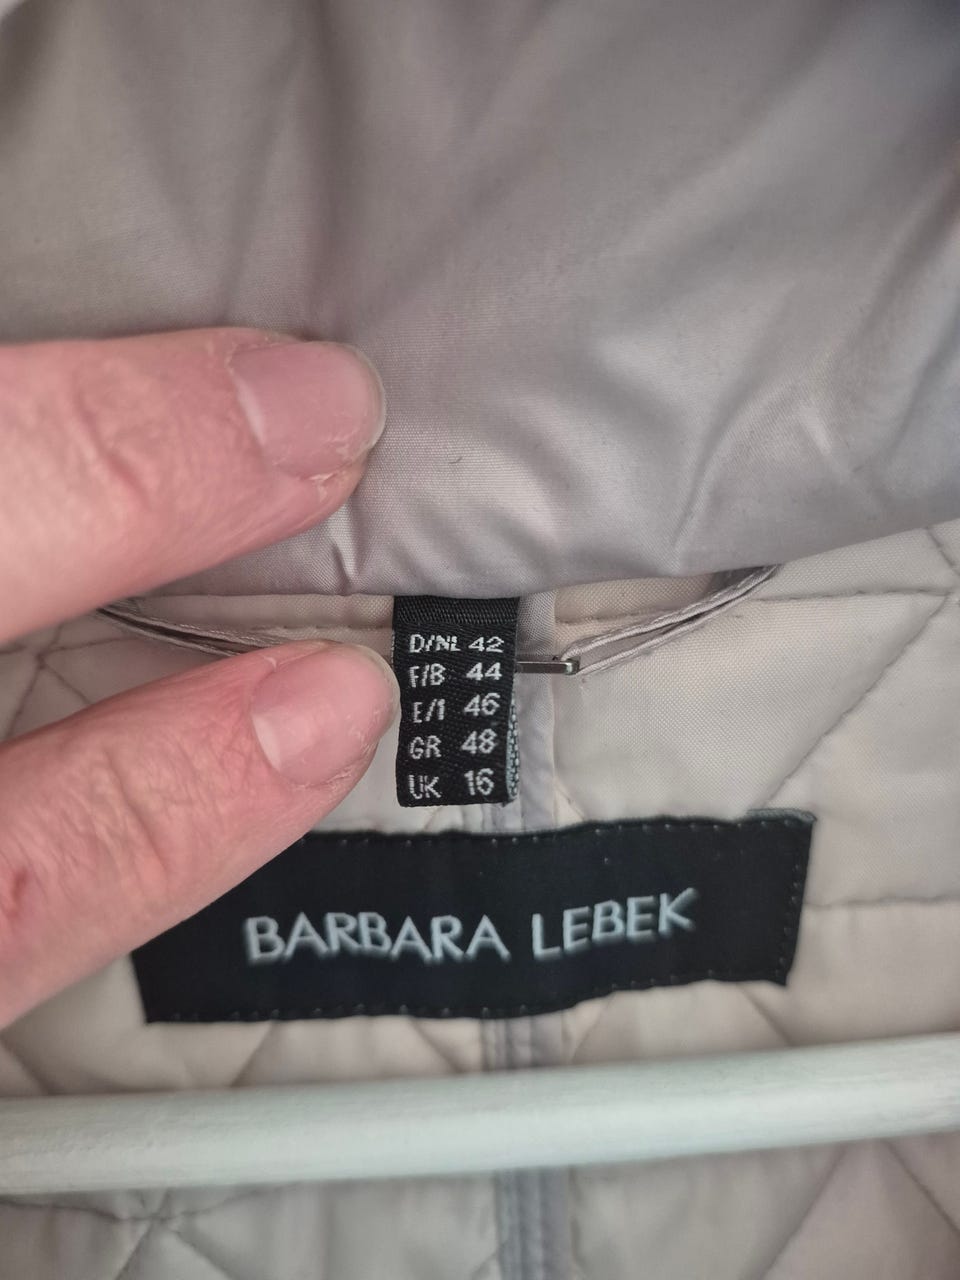 D/NL 42
F/B 44
E/I 46
GR 48
UK 16
BARBARA LEBEK